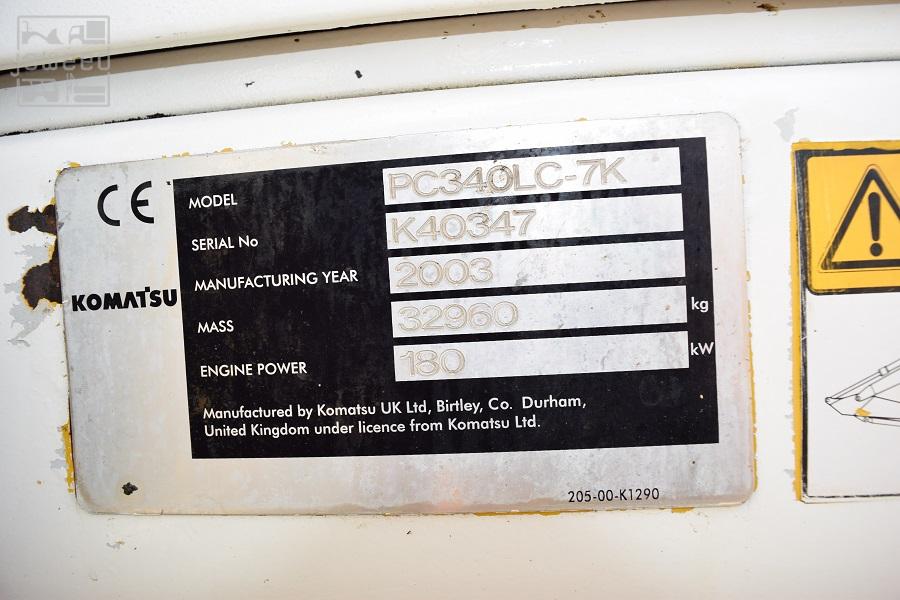 joweed
CE
KOMATSU
MODEL PC340LC-7K
SERIAL No K40347
MANUFACTURING YEAR 2003
MASS 32960 kg
ENGINE POWER 180 kW
Manufactured by Komatsu UK Ltd, Birtley, Co. Durham,
United Kingdom under licence from Komatsu Ltd.
205-00-K1290
!